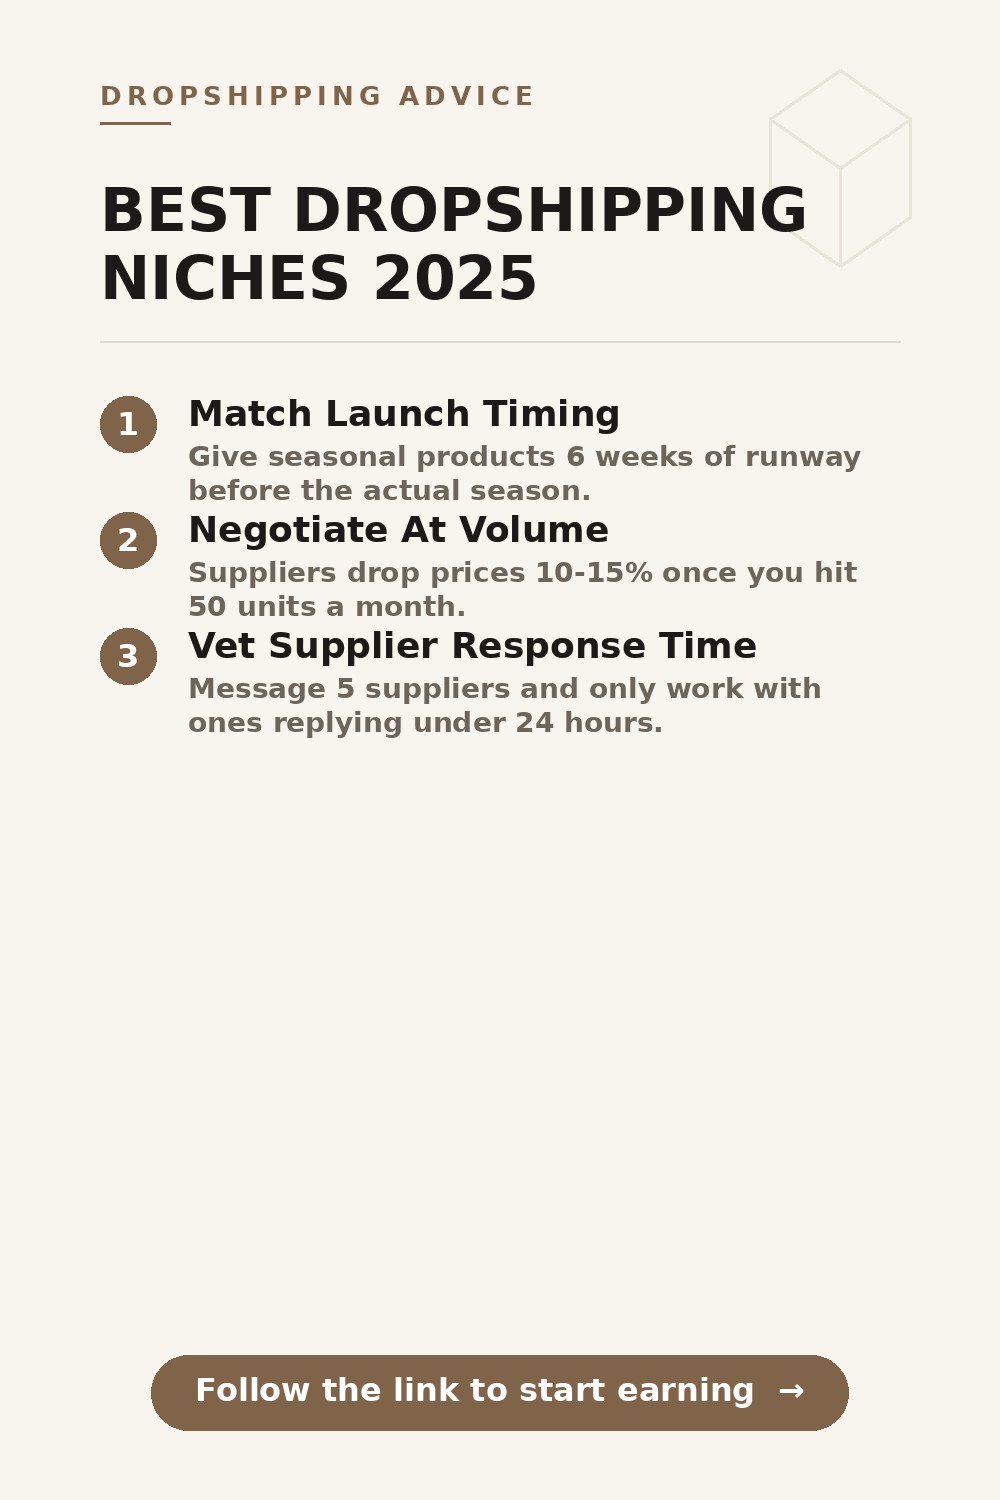 DROPSHIPPING ADVICE
BEST DROPSHIPPING
NICHES 2025
1 Match Launch Timing
Give seasonal products 6 weeks of runway
before the actual season.
2 Negotiate At Volume
Suppliers drop prices 10-15% once you hit
50 units a month.
3 Vet Supplier Response Time
Message 5 suppliers and only work with
ones replying under 24 hours.
Follow the link to start earning →